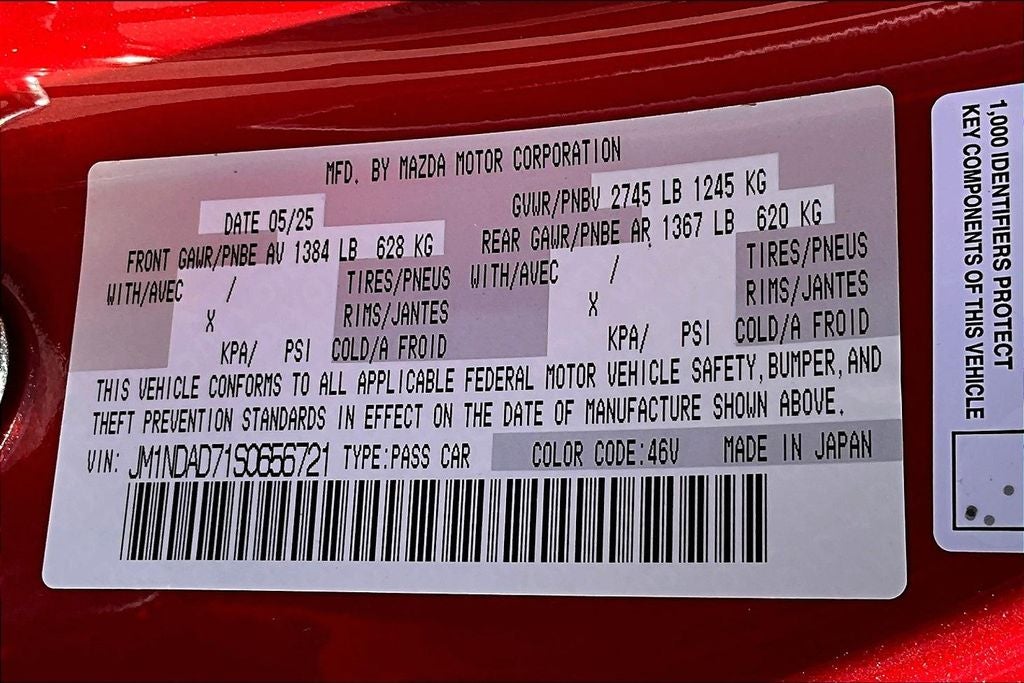 MFD. BY MAZDA MOTOR CORPORATION
DATE 05/25
GVWR/PNBV 2745 LB 1245 KG
FRONT GAWR/PNBE AV 1384 LB 628 KG
REAR GAWR/PNBE AR 1367 LB 620 KG
WITH/AVEC / TIRES/PNEUS
WITH/AVEC / TIRES/PNEUS
X RIMS/JANTES
X RIMS/JANTES
KPA/ PSI COLD/A FROID
KPA/ PSI COLD/A FROID
THIS VEHICLE CONFORMS TO ALL APPLICABLE FEDERAL MOTOR VEHICLE SAFETY, BUMPER, AND
THEFT PREVENTION STANDARDS IN EFFECT ON THE DATE OF MANUFACTURE SHOWN ABOVE.
VIN: JM1NDAD71S0656721 TYPE:PASS CAR COLOR CODE:46V MADE IN JAPAN
1,000 IDENTIFIERS PROTECT
KEY COMPONENTS OF THIS VEHICLE